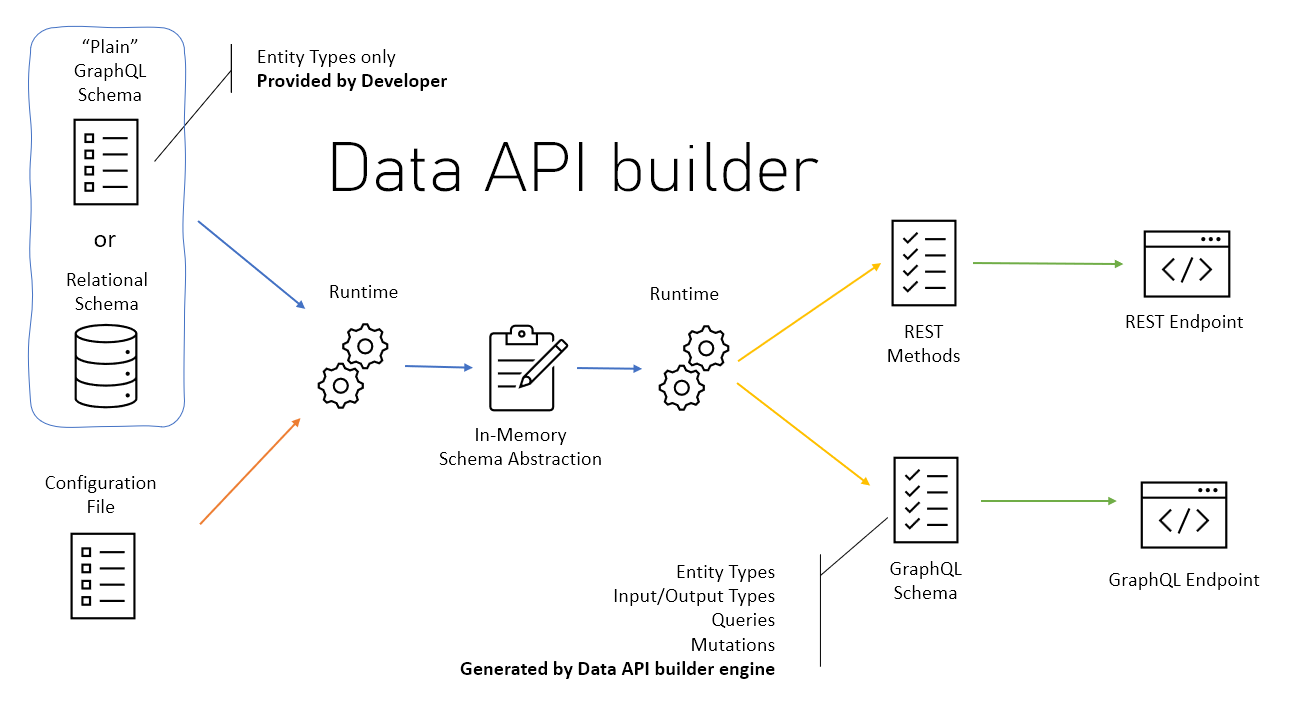 “Plain”
GraphQL
Schema
Entity Types only
Provided by Developer
Data API builder
or
Relational
Schema
Runtime
Runtime
REST
Methods
REST Endpoint
In-Memory
Schema Abstraction
Configuration
File
GraphQL
Schema
GraphQL Endpoint
Entity Types
Input/Output Types
Queries
Mutations
Generated by Data API builder engine